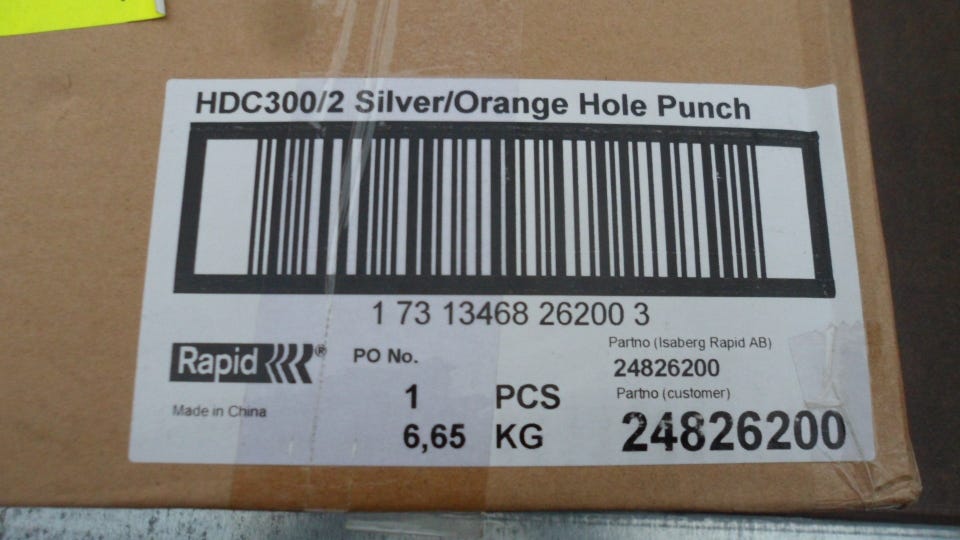 HDC300/2 Silver/Orange Hole Punch
1 73 13468 26200 3
Rapid ®
Made in China
PO No.
1 PCS
6,65 KG
Partno (Isaberg Rapid AB)
24826200
Partno (customer)
24826200